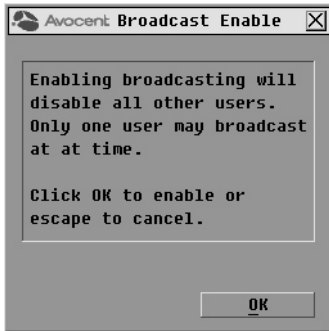 Avocent Broadcast Enable
Enabling broadcasting will
disable all other users.
Only one user may broadcast
at at time.
Click OK to enable or
escape to cancel.
OK